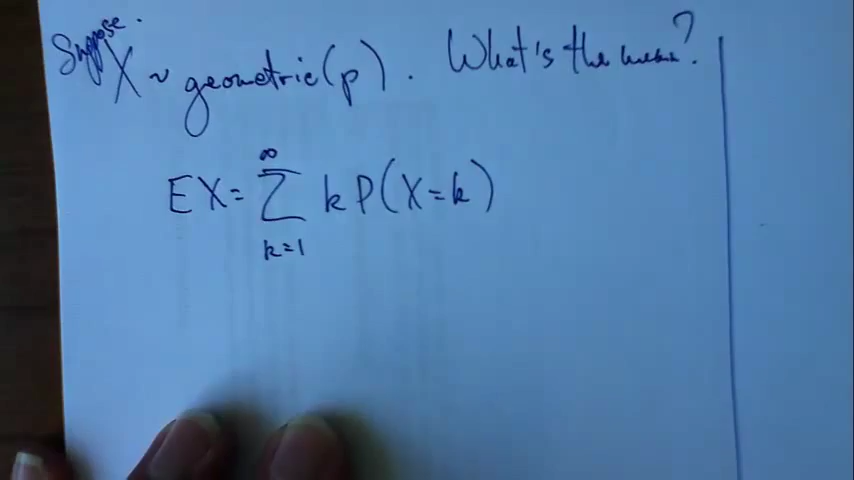 Suppose.
X ~ geometric(p). What's the mean?
EX = ∑_{k=1}^{∞} k P(X=k)